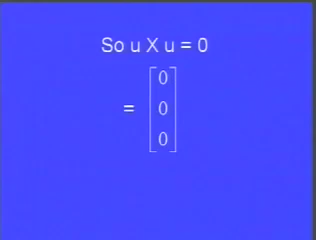 So u X u = 0
= [0
0
0]